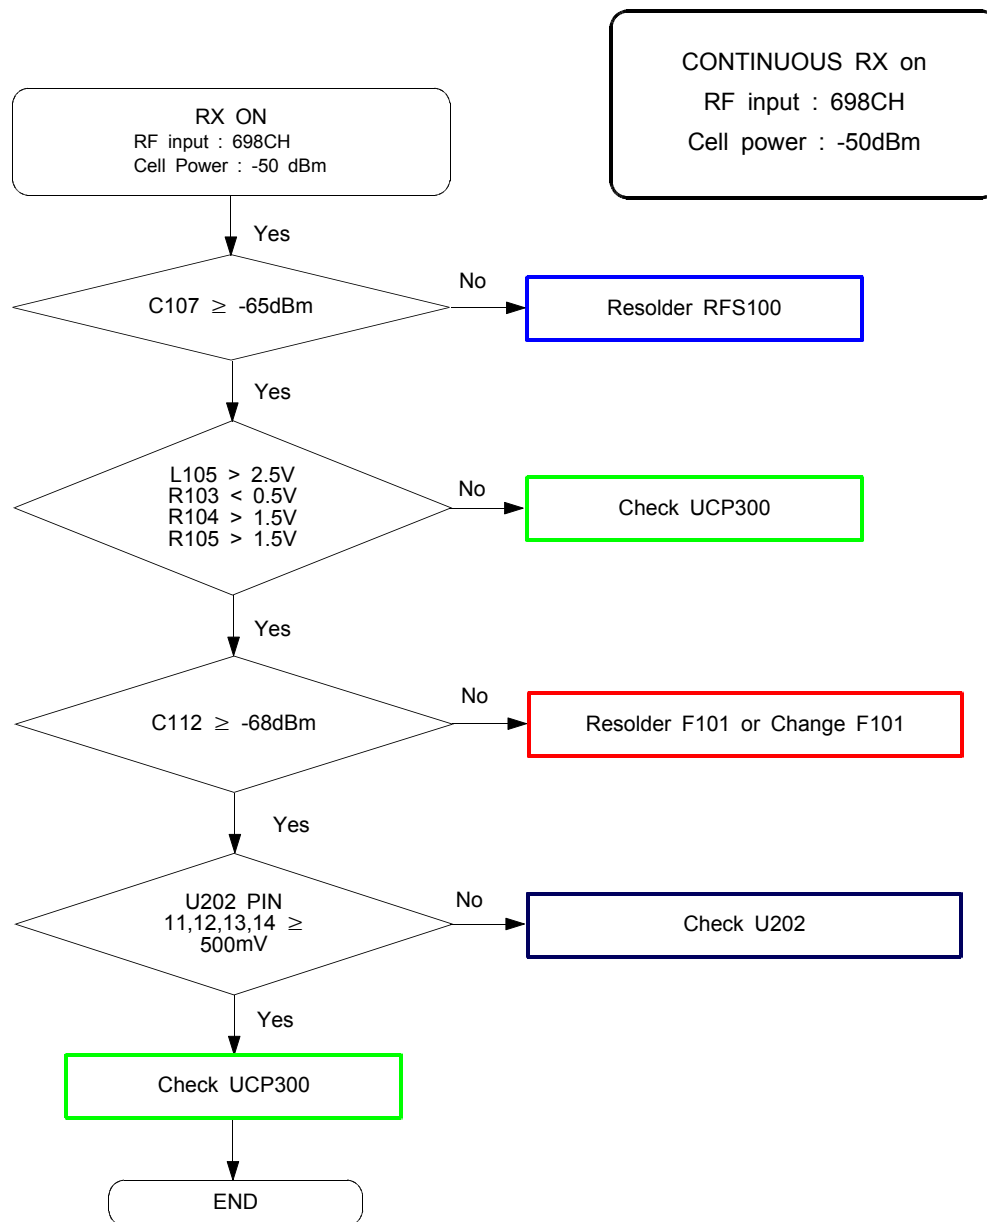 CONTINUOUS RX on
RF input : 698CH
Cell power : -50dBm
RX ON
RF input : 698CH
Cell Power : -50 dBm
Yes
C107 ≥ -65dBm
No
Resolder RFS100
Yes
L105 > 2.5V
R103 < 0.5V
R104 > 1.5V
R105 > 1.5V
No
Check UCP300
Yes
C112 ≥ -68dBm
No
Resolder F101 or Change F101
Yes
U202 PIN
11,12,13,14 ≥
500mV
No
Check U202
Yes
Check UCP300
END